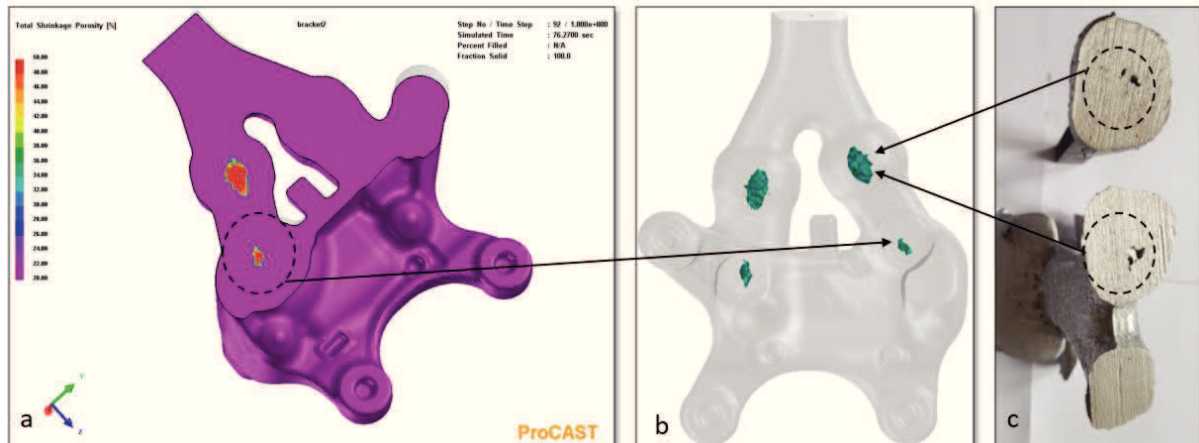 Total Shrinkage Porosity [%]
bracket2
Step No / Time Step : 92 / 1.000e+000
Simulated Time : 76.2700 sec
Percent Filled : N/A
Fraction Solid : 100.0
50.00
48.00
46.00
44.00
42.00
40.00
38.00
36.00
34.00
32.00
30.00
28.00
26.00
24.00
22.00
20.00
Y
Z
a
ProCAST
b
c